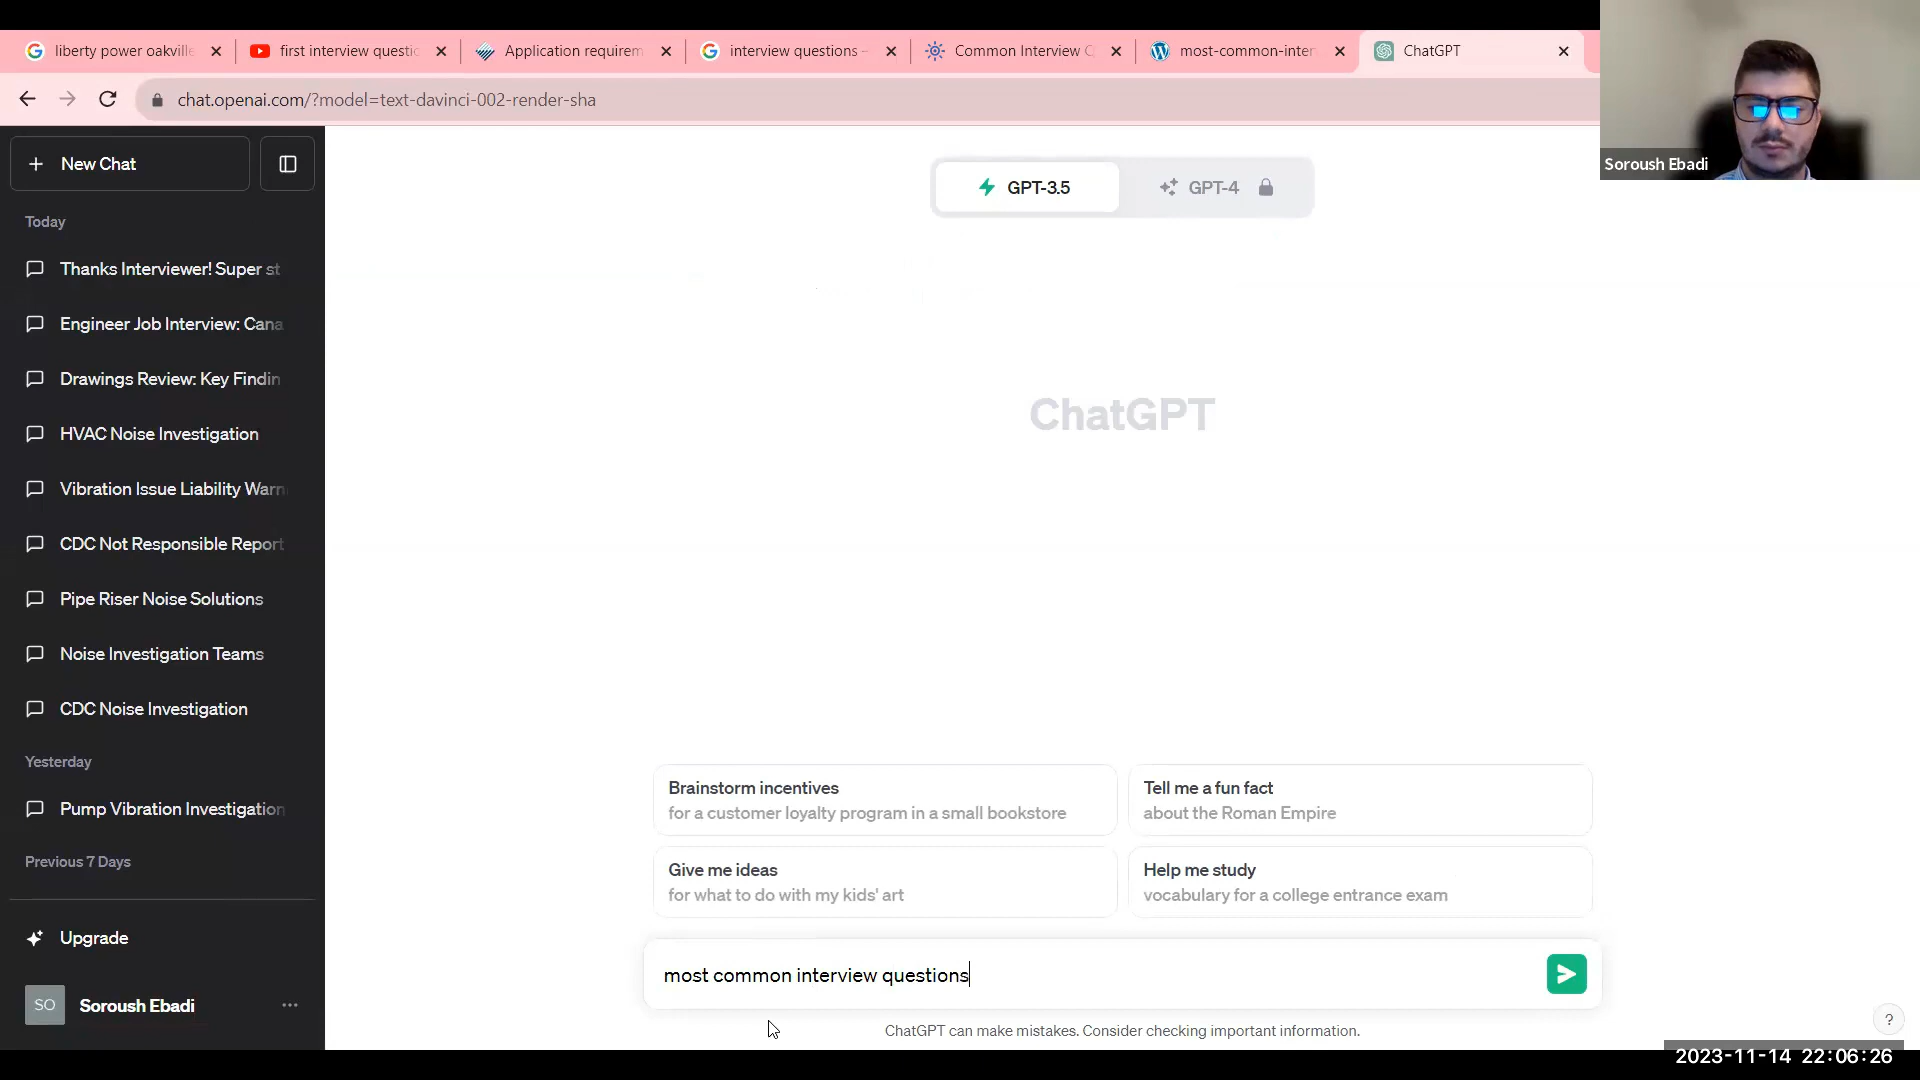 liberty power oakville
first interview questic
Application requirem
interview questions -
Common Interview Q
most-common-inter
ChatGPT
chat.openai.com/?model=text-davinci-002-render-sha
Soroush Ebadi
New Chat
GPT-3.5
GPT-4
Today
Thanks Interviewer! Super st
Engineer Job Interview: Cana
Drawings Review: Key Findin
HVAC Noise Investigation
Vibration Issue Liability Warn
CDC Not Responsible Report
Pipe Riser Noise Solutions
Noise Investigation Teams
CDC Noise Investigation
Yesterday
Pump Vibration Investigation
Previous 7 Days
Upgrade
SO
Soroush Ebadi
ChatGPT
Brainstorm incentives
for a customer loyalty program in a small bookstore
Tell me a fun fact
about the Roman Empire
Give me ideas
for what to do with my kids' art
Help me study
vocabulary for a college entrance exam
most common interview questions
ChatGPT can make mistakes. Consider checking important information.
?
2023-11-14 22:06:26